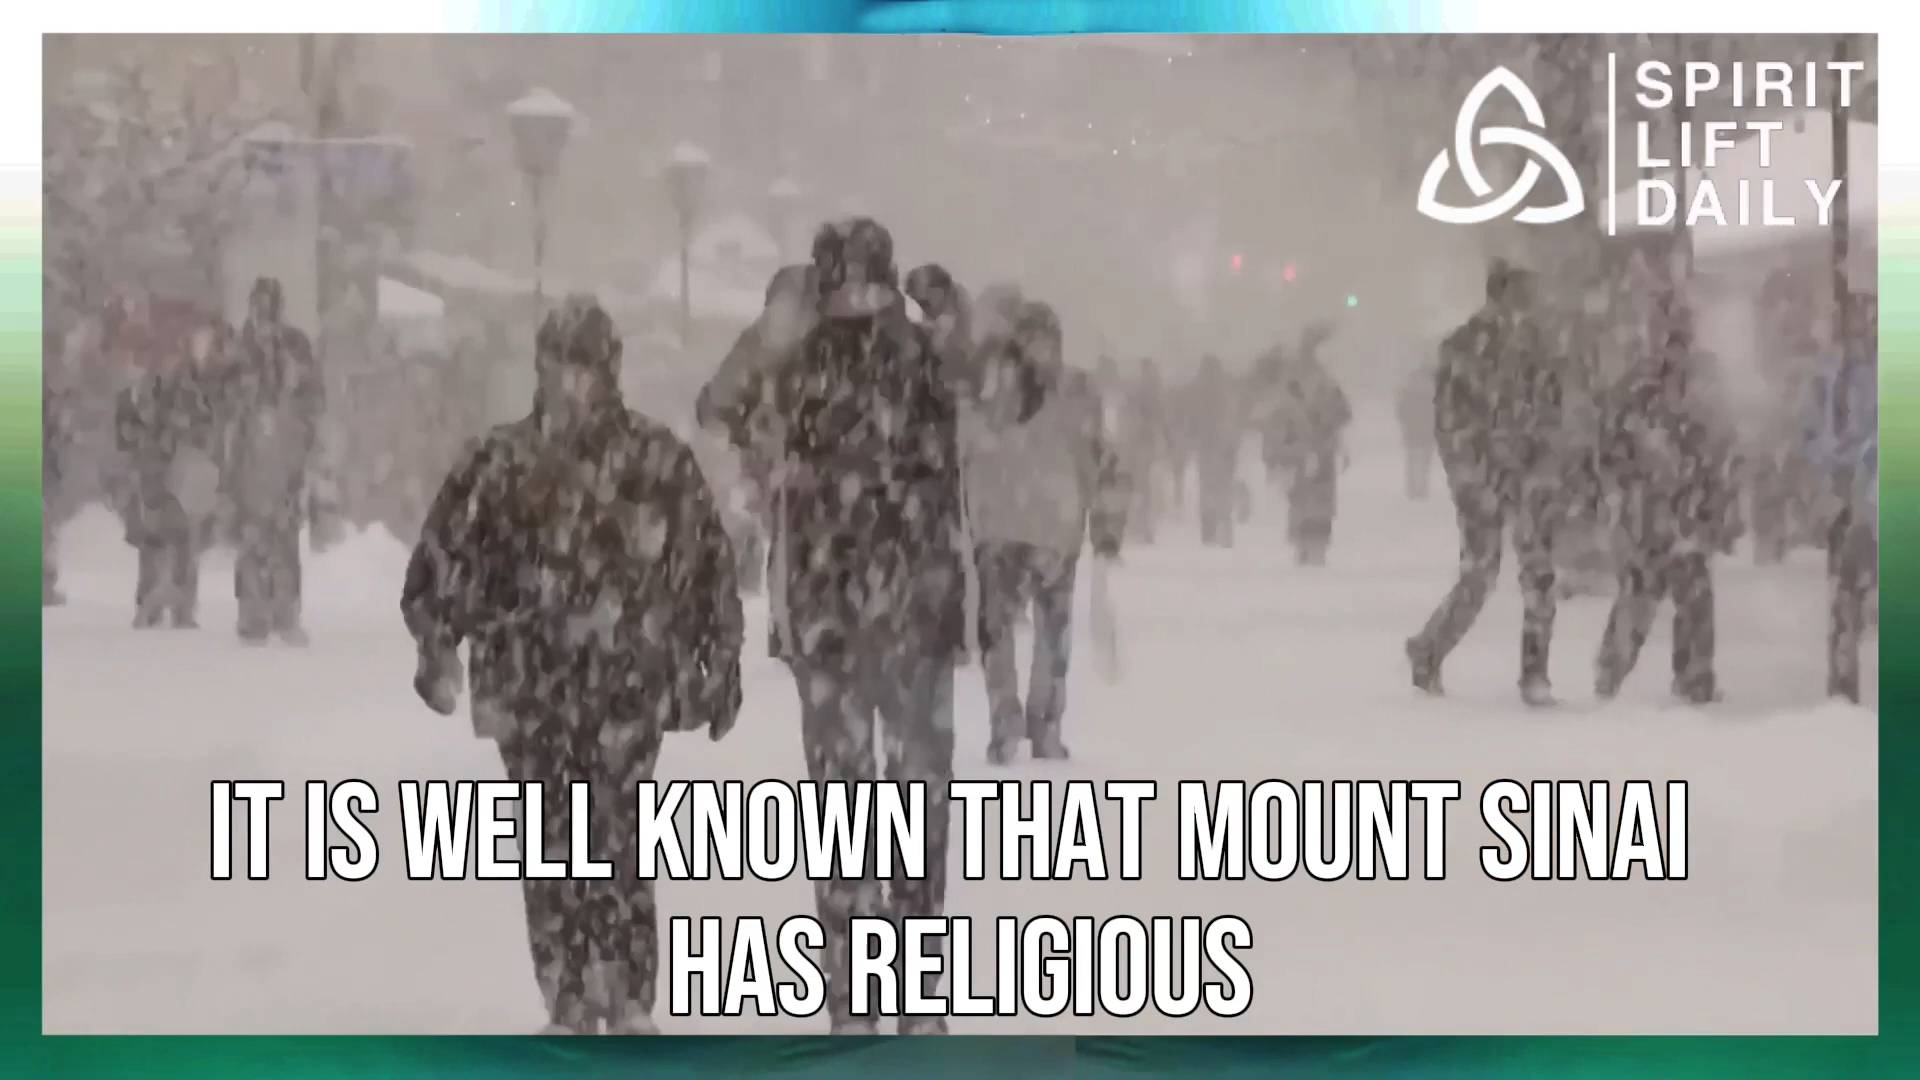 SPIRIT
LIFT
DAILY
IT IS WELL KNOWN THAT MOUNT SINAI
HAS RELIGIOUS